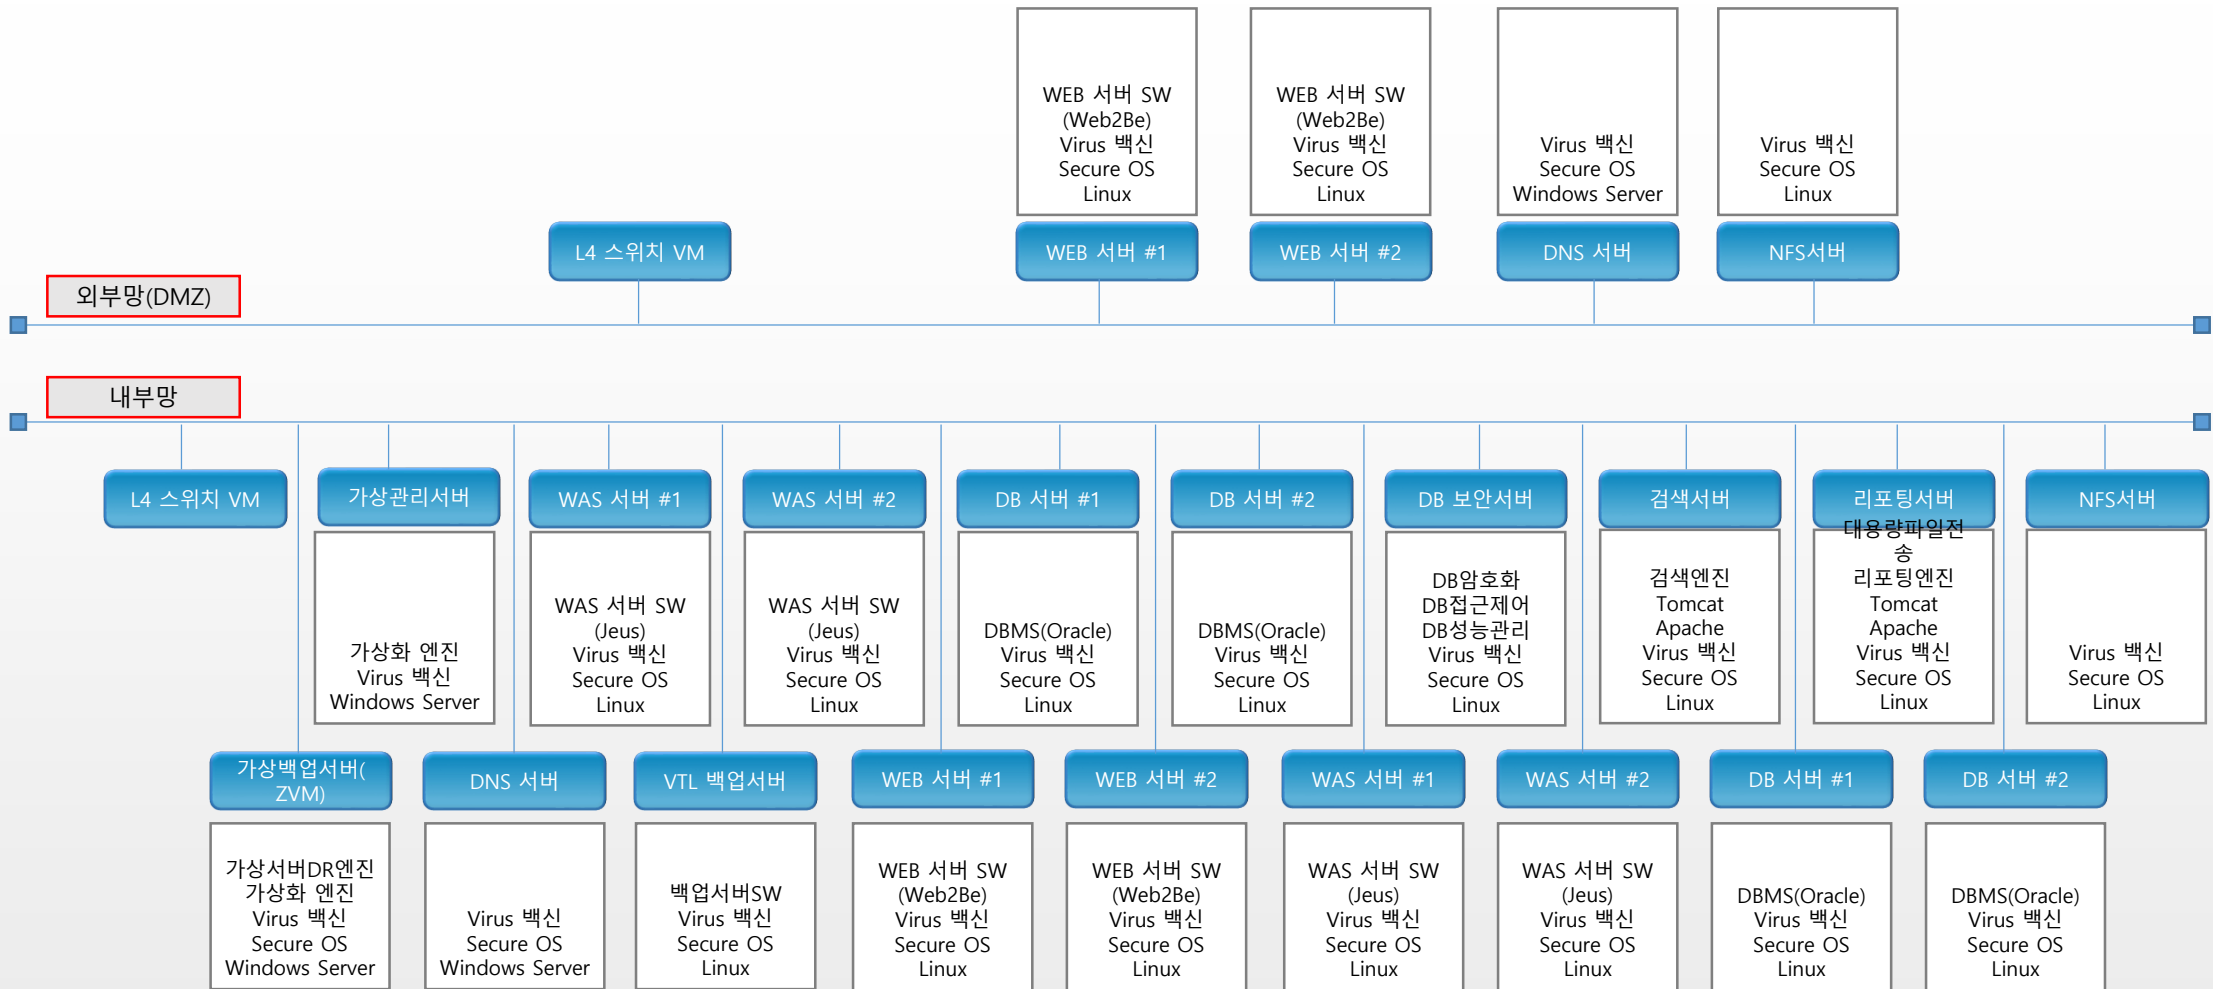 WEB 서버 SW
(Web2Be)
Virus 백신
Secure OS
Linux
WEB 서버 SW
(Web2Be)
Virus 백신
Secure OS
Linux
Virus 백신
Secure OS
Windows Server
Virus 백신
Secure OS
Linux
L4 스위치 VM
WEB 서버 #1
WEB 서버 #2
DNS 서버
NFS서버
외부망(DMZ)
내부망
L4 스위치 VM
가상관리서버
WAS 서버 #1
WAS 서버 #2
DB 서버 #1
DB 서버 #2
DB 보안서버
검색서버
리포팅서버
NFS서버
가상화 엔진
Virus 백신
Windows Server
WAS 서버 SW
(Jeus)
Virus 백신
Secure OS
Linux
WAS 서버 SW
(Jeus)
Virus 백신
Secure OS
Linux
DBMS(Oracle)
Virus 백신
Secure OS
Linux
DBMS(Oracle)
Virus 백신
Secure OS
Linux
DB암호화
DB접근제어
DB성능관리
Virus 백신
Secure OS
Linux
검색엔진
Tomcat
Apache
Virus 백신
Secure OS
Linux
대용량파일전
송
리포팅엔진
Tomcat
Apache
Virus 백신
Secure OS
Linux
Virus 백신
Secure OS
Linux
가상백업서버(
ZVM)
DNS 서버
VTL 백업서버
WEB 서버 #1
WEB 서버 #2
WAS 서버 #1
WAS 서버 #2
DB 서버 #1
DB 서버 #2
가상서버DR엔진
가상화 엔진
Virus 백신
Secure OS
Windows Server
Virus 백신
Secure OS
Windows Server
백업서버SW
Virus 백신
Secure OS
Linux
WEB 서버 SW
(Web2Be)
Virus 백신
Secure OS
Linux
WEB 서버 SW
(Web2Be)
Virus 백신
Secure OS
Linux
WAS 서버 SW
(Jeus)
Virus 백신
Secure OS
Linux
WAS 서버 SW
(Jeus)
Virus 백신
Secure OS
Linux
DBMS(Oracle)
Virus 백신
Secure OS
Linux
DBMS(Oracle)
Virus 백신
Secure OS
Linux